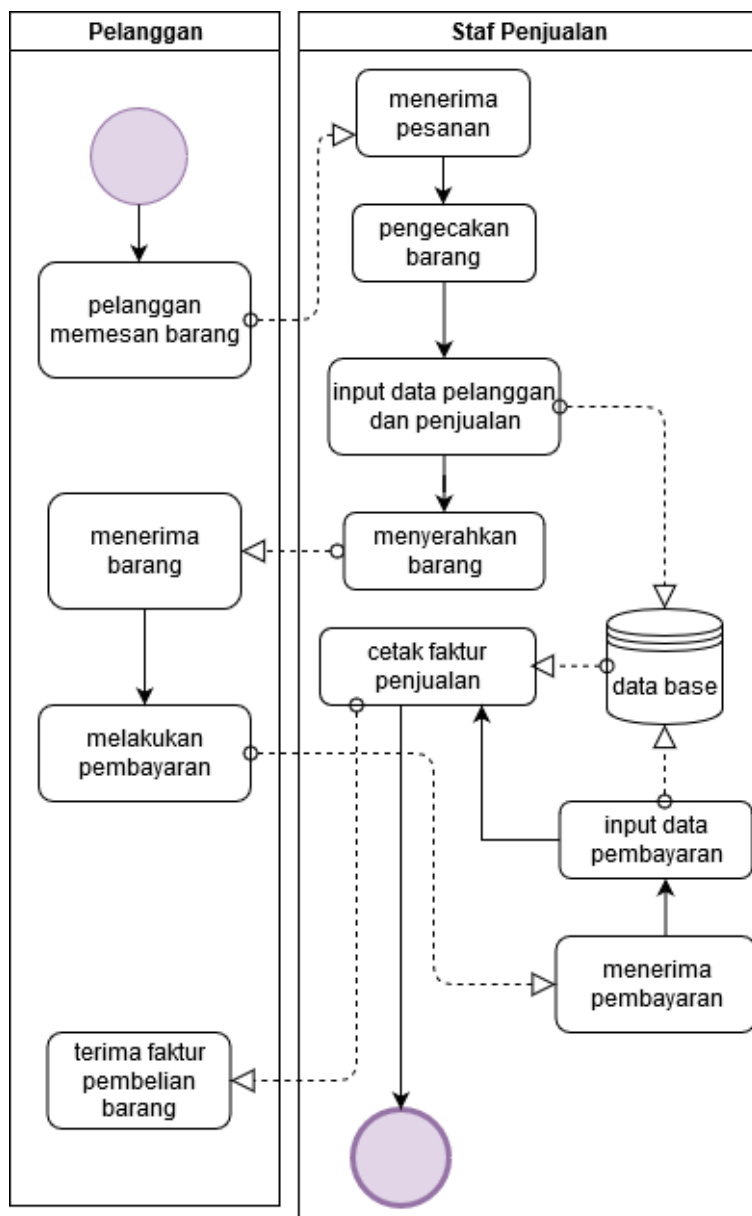 Pelanggan
Staf Penjualan
menerima
pesanan
pengecakan
barang
pelanggan
memesan barang
input data pelanggan
dan penjualan
menerima
barang
menyerahkan
barang
cetak faktur
penjualan
data base
melakukan
pembayaran
input data
pembayaran
menerima
pembayaran
terima faktur
pembelian
barang